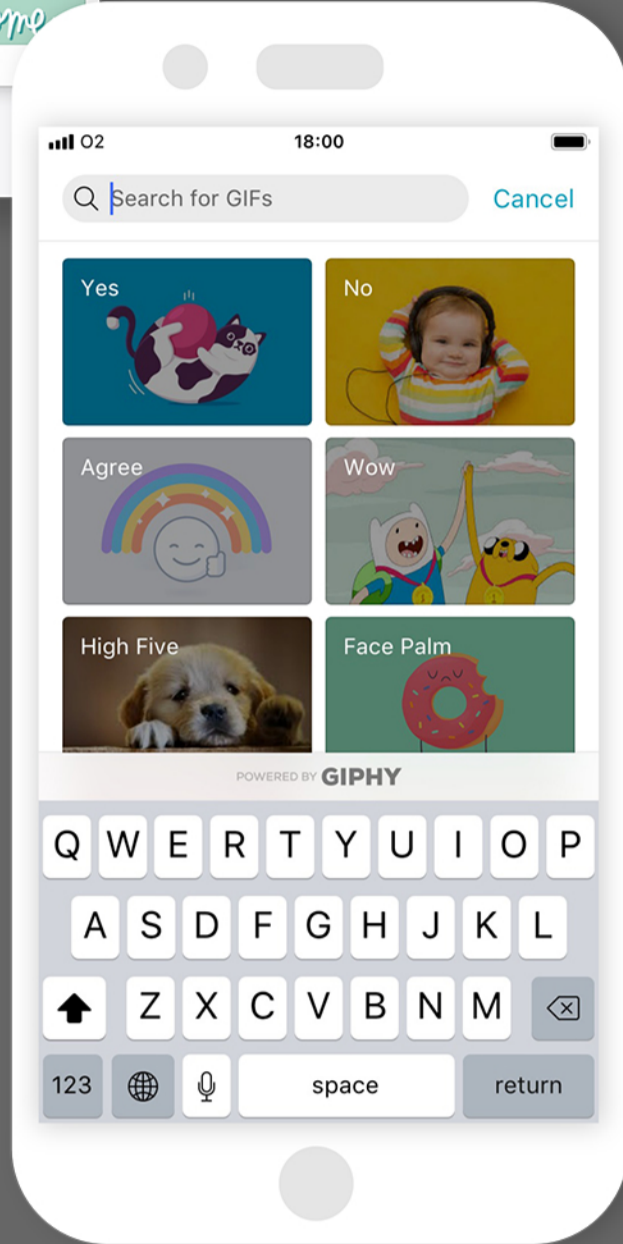 ome
O2 18:00
Search for GIFs Cancel
Yes No
Agree Wow
High Five Face Palm
POWERED BY GIPHY
Q W E R T Y U I O P
A S D F G H J K L
Z X C V B N M
123 space return